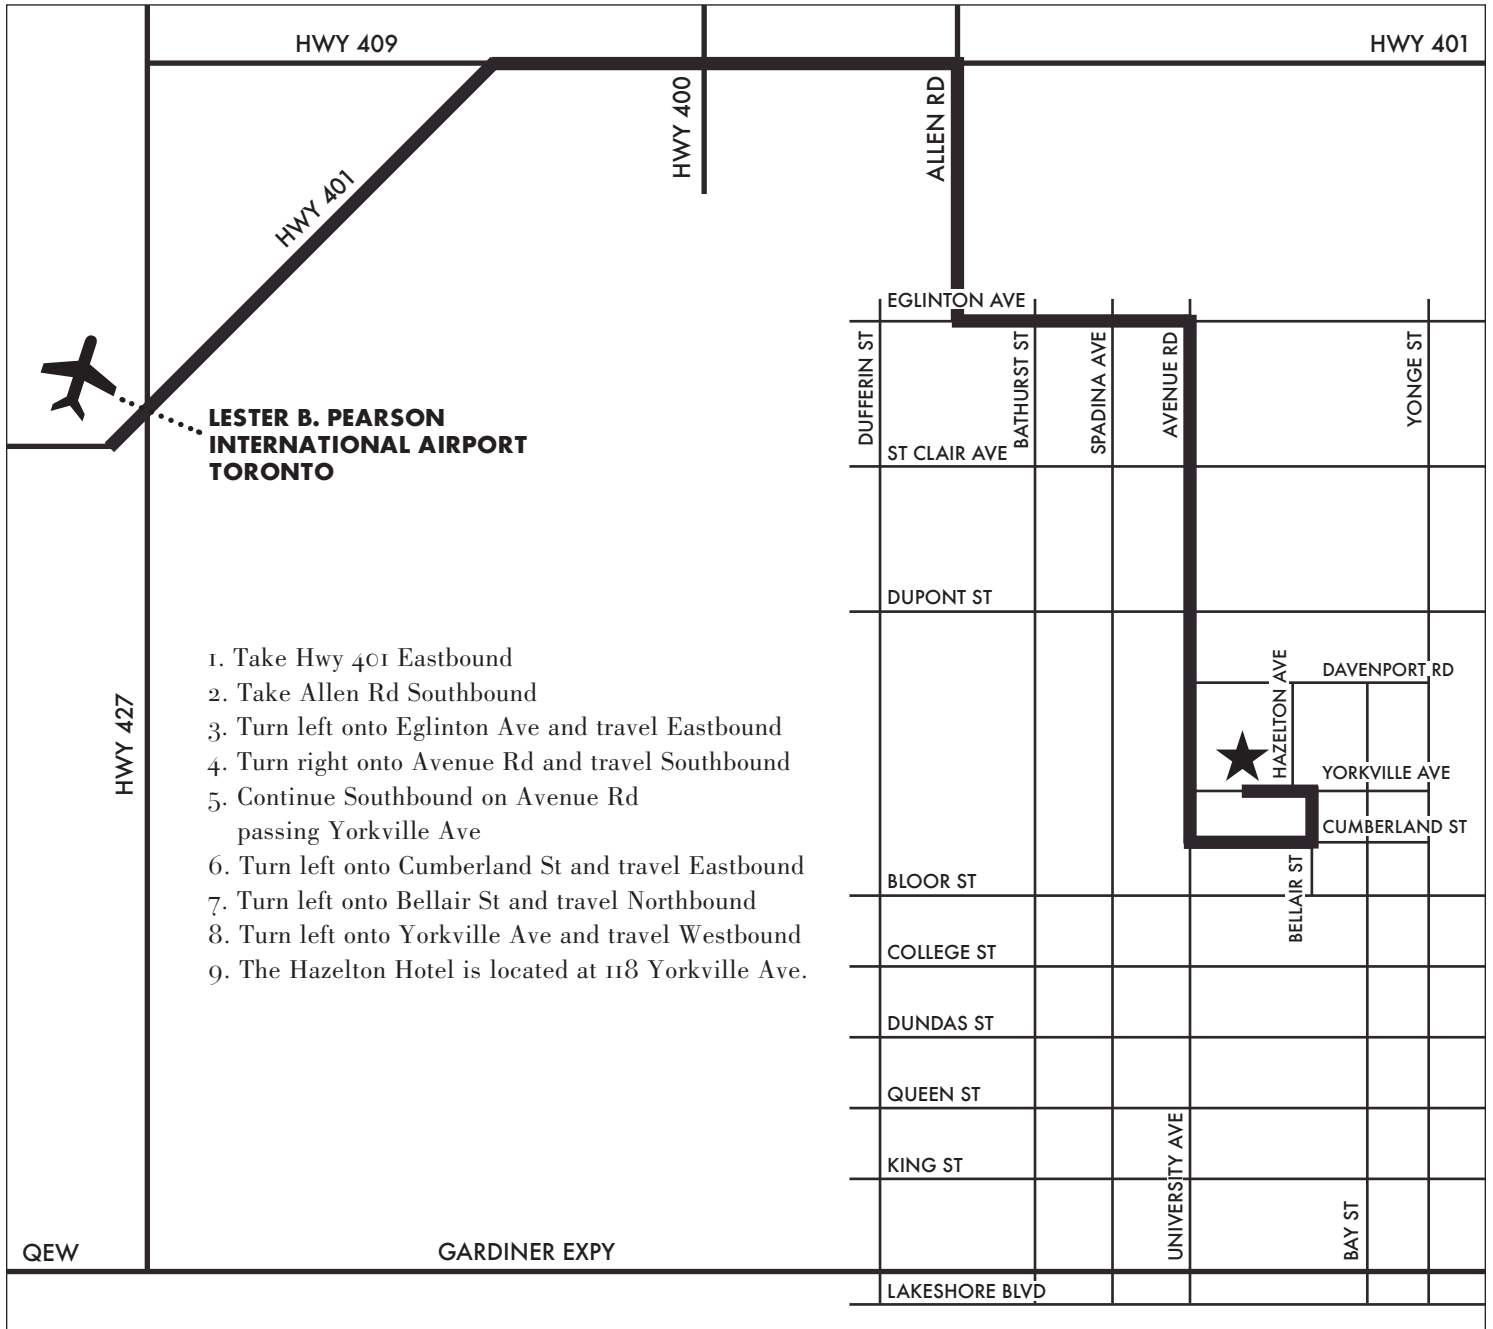 HWY 409
HWY 401
HWY 400
ALLEN RD
HWY 401
EGLINTON AVE
DUFFERIN ST
BATHURST ST
SPADINA AVE
AVENUE RD
YONGE ST
LESTER B. PEARSON
INTERNATIONAL AIRPORT
TORONTO
ST CLAIR AVE
DUPONT ST
1. Take Hwy 401 Eastbound
2. Take Allen Rd Southbound
3. Turn left onto Eglinton Ave and travel Eastbound
4. Turn right onto Avenue Rd and travel Southbound
5. Continue Southbound on Avenue Rd
passing Yorkville Ave
6. Turn left onto Cumberland St and travel Eastbound
7. Turn left onto Bellair St and travel Northbound
8. Turn left onto Yorkville Ave and travel Westbound
9. The Hazelton Hotel is located at 118 Yorkville Ave.
HWY 427
HAZELTON AVE
DAVENPORT RD
YORKVILLE AVE
CUMBERLAND ST
BELLAIR ST
BLOOR ST
COLLEGE ST
DUNDAS ST
QUEEN ST
KING ST
UNIVERSITY AVE
BAY ST
QEW
GARDINER EXPY
LAKESHORE BLVD